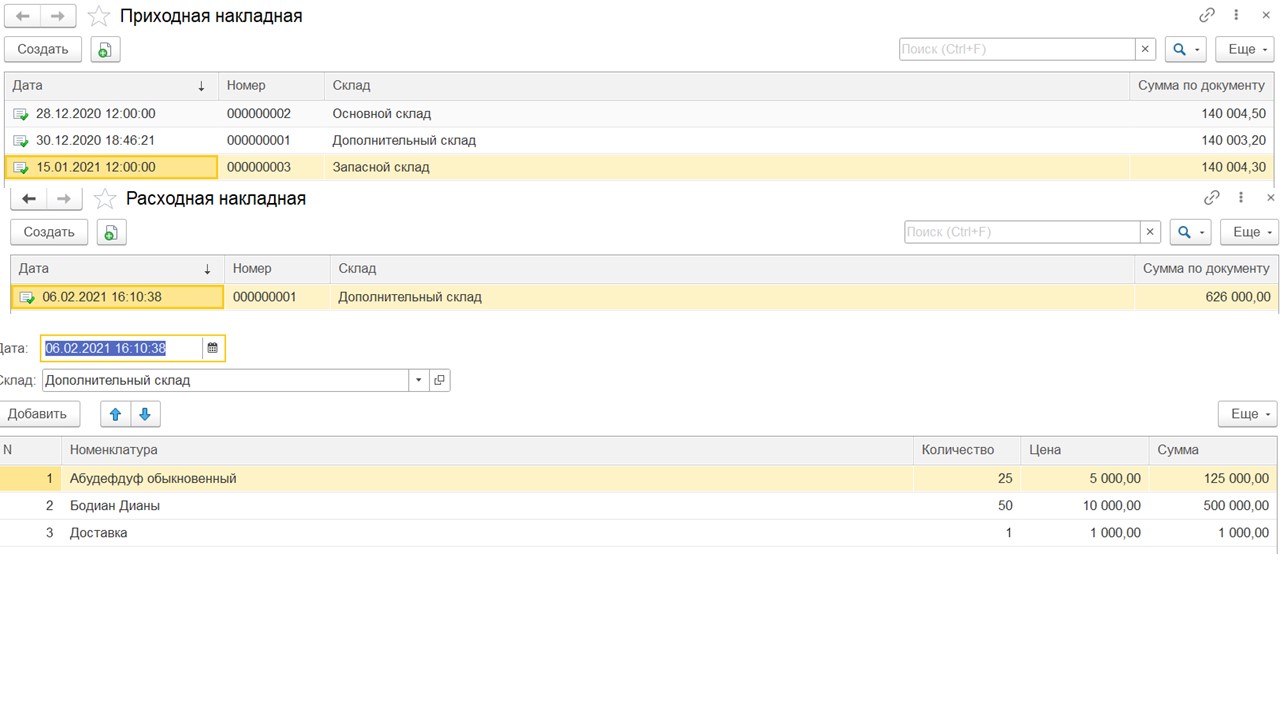 Приходная накладная
Создать Поиск (Ctrl+F) Еще
Дата Номер Склад Сумма по документу
28.12.2020 12:00:00 000000002 Основной склад 140 004,50
30.12.2020 18:46:21 000000001 Дополнительный склад 140 003,20
15.01.2021 12:00:00 000000003 Запасной склад 140 004,30
Расходная накладная
Создать Поиск (Ctrl+F) Еще
Дата Номер Склад Сумма по документу
06.02.2021 16:10:38 000000001 Дополнительный склад 626 000,00
Дата: 06.02.2021 16:10:38
Склад: Дополнительный склад
Добавить Еще
N Номенклатура Количество Цена Сумма
1 Абудефдуф обыкновенный 25 5 000,00 125 000,00
2 Бодиан Дианы 50 10 000,00 500 000,00
3 Доставка 1 1 000,00 1 000,00